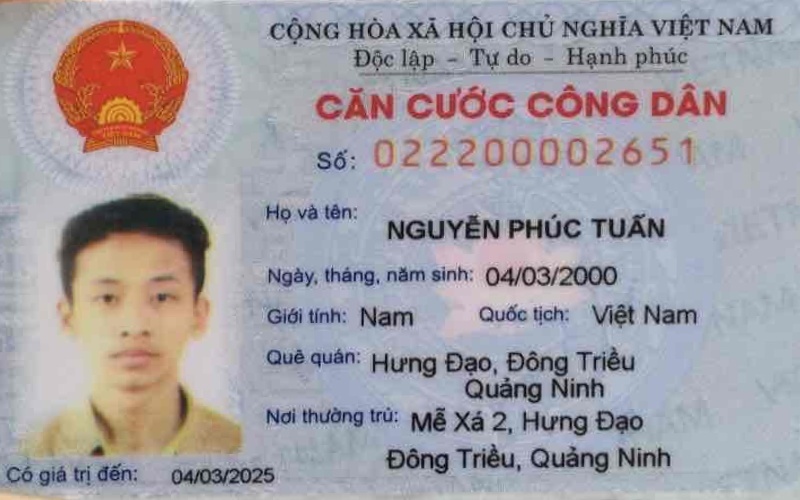 CỘNG HÒA XÃ HỘI CHỦ NGHĨA VIỆT NAM
Độc lập - Tự do - Hạnh phúc
CĂN CƯỚC CÔNG DÂN
Số: 022200002651
Họ và tên: NGUYỄN PHÚC TUẤN
Ngày, tháng, năm sinh: 04/03/2000
Giới tính: Nam Quốc tịch: Việt Nam
Quê quán: Hưng Đạo, Đông Triều
Quảng Ninh
Nơi thường trú: Mễ Xá 2, Hưng Đạo
Đông Triều, Quảng Ninh
Có giá trị đến: 04/03/2025